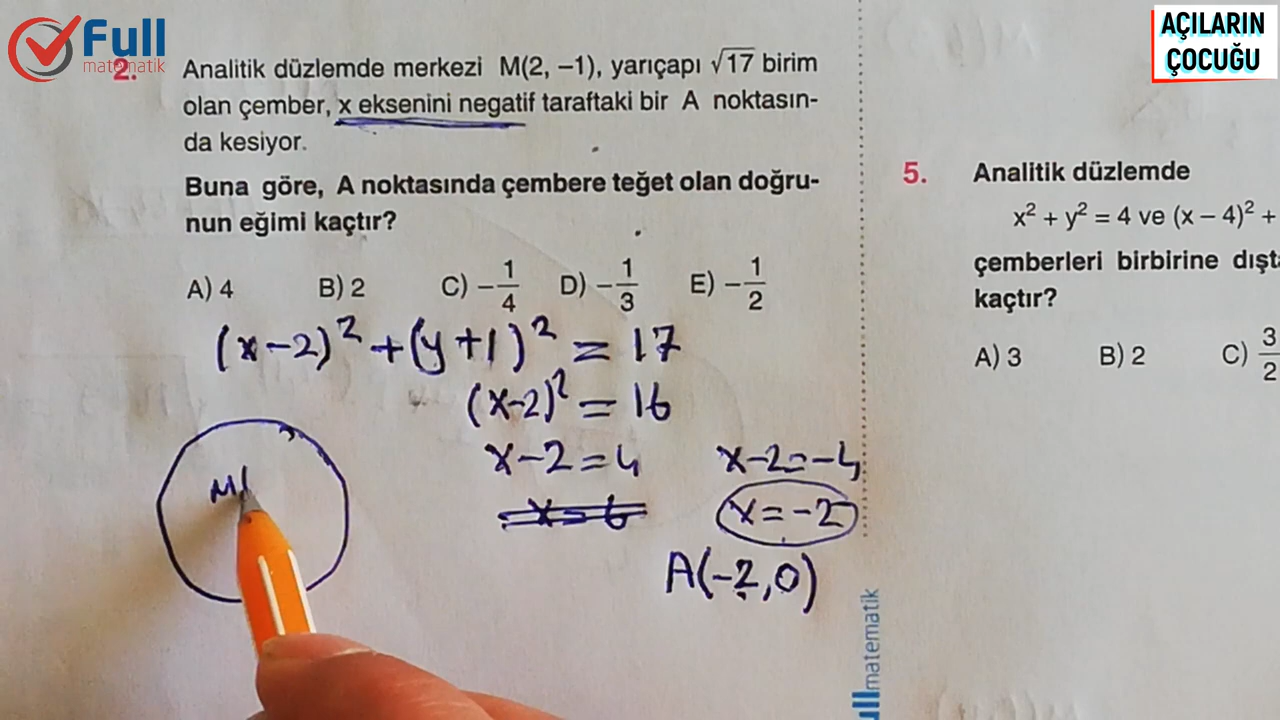 Full
matematik
AÇILARIN
ÇOCUĞU
2. Analitik düzlemde merkezi M(2, –1), yarıçapı √17 birim
olan çember, x eksenini negatif taraftaki bir A noktasın-
da kesiyor.
Buna göre, A noktasında çembere teğet olan doğru-
nun eğimi kaçtır?
A) 4 B) 2 C) –1/4 D) –1/3 E) –1/2
(x–2)² + (y+1)² = 17
(x–2)² = 16
x–2=4 x–2=–4
x=6 x=–2
A(–2,0)
M(
5. Analitik düzlemde
x² + y² = 4 ve (x – 4)² +
çemberleri birbirine dışt
kaçtır?
A) 3 B) 2 C) 3/2
ull matematik